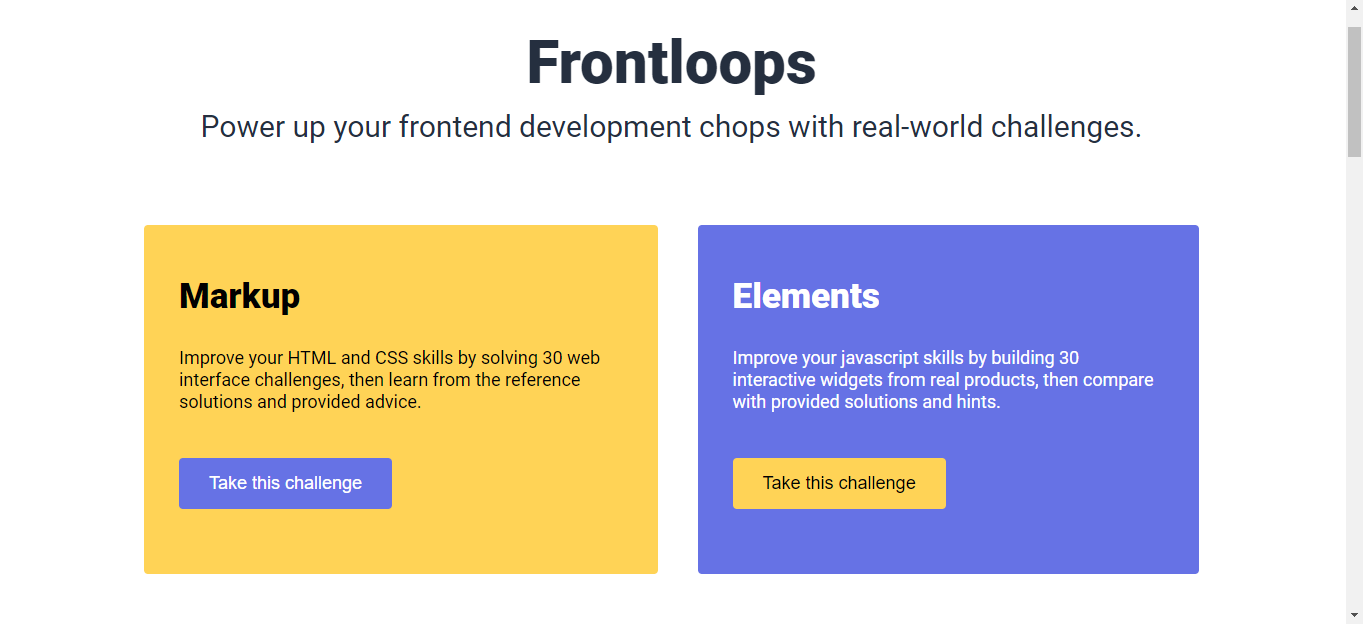 Frontloops
Power up your frontend development chops with real-world challenges.
Markup
Improve your HTML and CSS skills by solving 30 web
interface challenges, then learn from the reference
solutions and provided advice.
Take this challenge
Elements
Improve your javascript skills by building 30
interactive widgets from real products, then compare
with provided solutions and hints.
Take this challenge